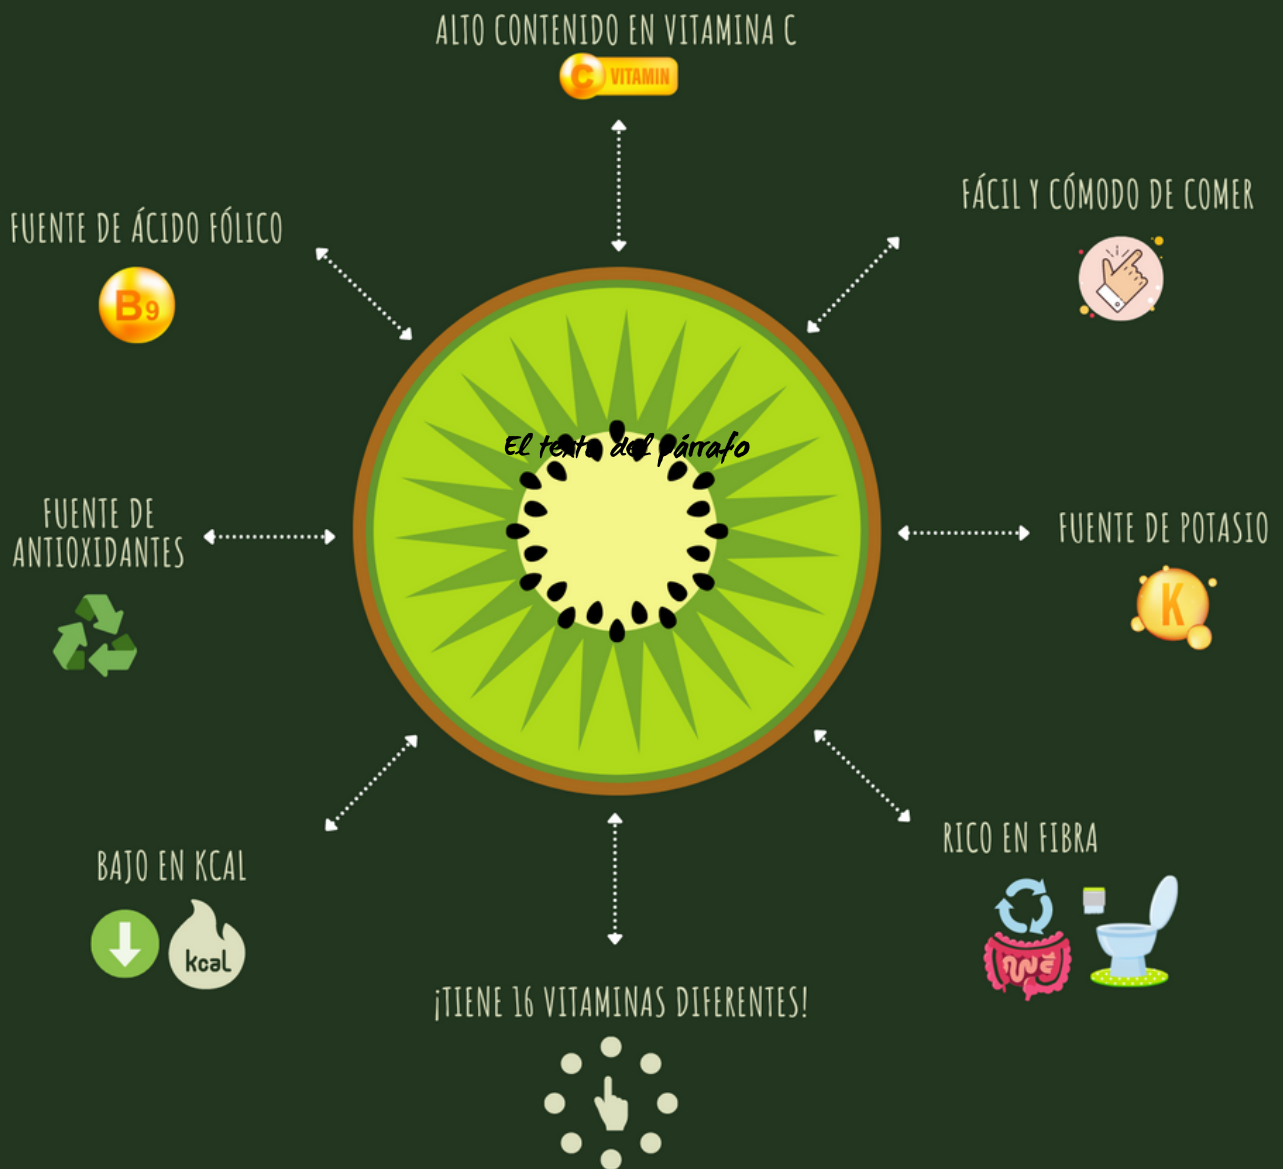 ALTO CONTENIDO EN VITAMINA C
C VITAMIN
FÁCIL Y CÓMODO DE COMER
FUENTE DE ÁCIDO FÓLICO
B9
El texto del párrafo
FUENTE DE
ANTIOXIDANTES
FUENTE DE POTASIO
K
RICO EN FIBRA
BAJO EN KCAL
kcal
¡TIENE 16 VITAMINAS DIFERENTES!